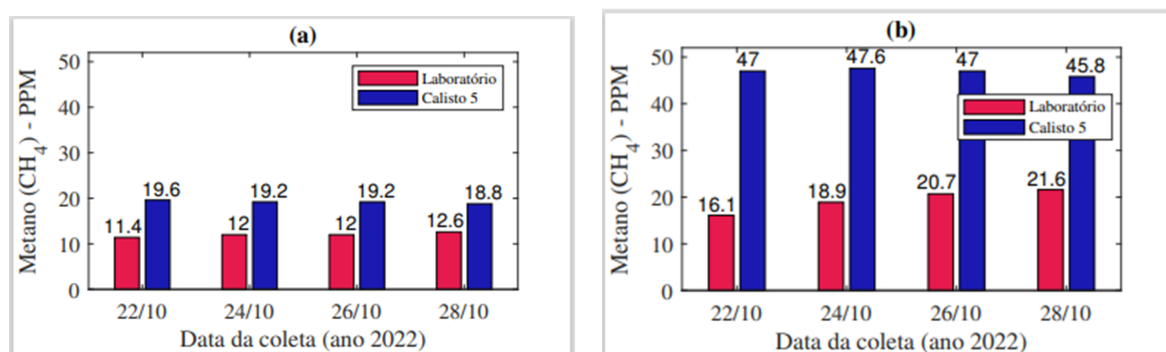 (a)
Metano (CH4) - PPM
50
40
30
20
10
0
Laboratório
Calisto 5
11.4 19.6 12 19.2 12 19.2 12.6 18.8
22/10 24/10 26/10 28/10
Data da coleta (ano 2022)
(b)
Metano (CH4) - PPM
50
40
30
20
10
0
47 47.6 47 45.8
Laboratório
Calisto 5
16.1 18.9 20.7 21.6
22/10 24/10 26/10 28/10
Data da coleta (ano 2022)